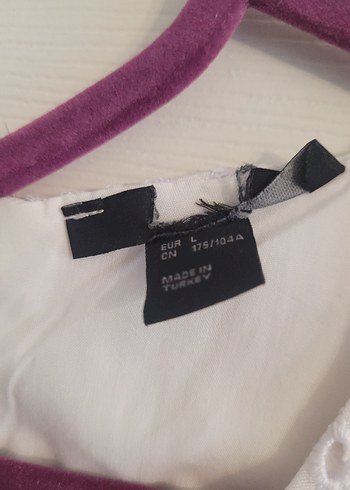 EUR L
CN 175/104A
MADE IN
TURKEY